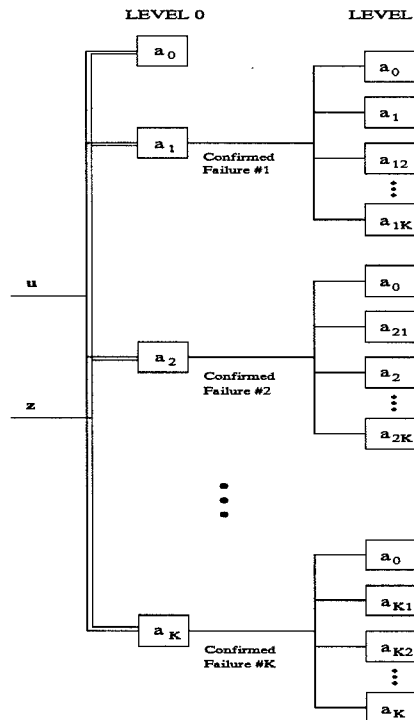 LEVEL 0
LEVEL
a0
a0
a1
a1
Confirmed
Failure #1
a12
a1K
u
a0
a21
a2
Confirmed
Failure #2
a2
z
a2K
a0
aK1
aK
Confirmed
Failure #K
aK2
aK